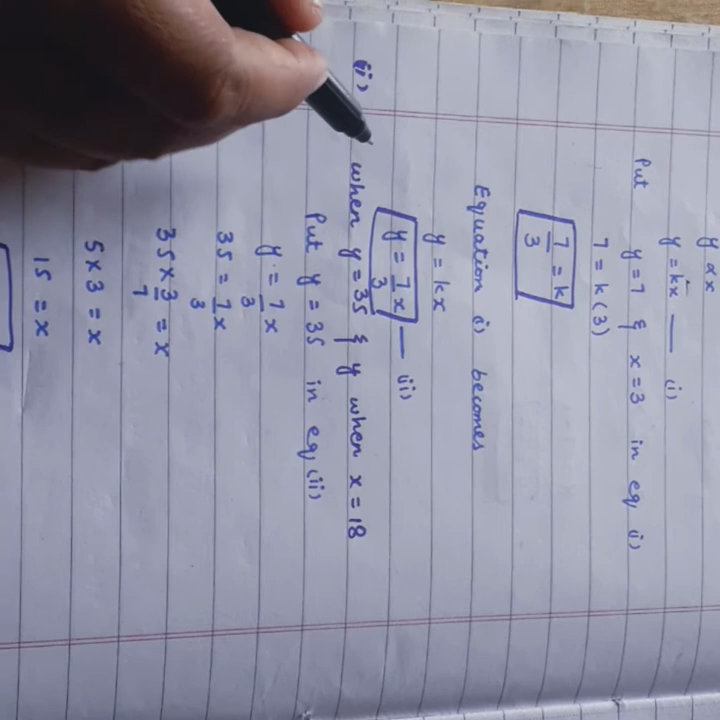 y ∝ x
y = kx — (i)
Put y = 7 & x = 3 in eq (i)
7 = k (3)
7/3 = k
Equation (i) becomes
y = kx
y = 7/3 x — (ii)
(ii) when y = 35 & y when x = 18
Put y = 35 in eq (ii)
y = 7/3 x
35 = 7/3 x
35 × 3/7 = x
5 × 3 = x
15 = x